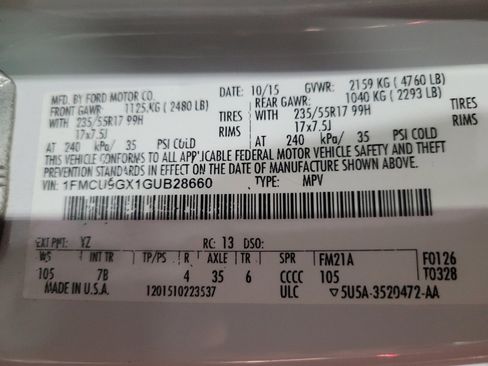 MFD. BY FORD MOTOR CO. DATE: 10/15 GVWR: 2159 KG ( 4760 LB)
FRONT GAWR: 1125 KG ( 2480 LB) REAR GAWR: 1040 KG ( 2293 LB)
WITH 235/55R17 99H TIRES WITH 235/55R17 99H TIRES
17x7.5J RIMS 17x7.5J RIMS
AT 240 kPa/ 35 PSI COLD AT 240 kPa/ 35 PSI COLD
THIS VEHICLE CONFORMS TO ALL APPLICABLE FEDERAL MOTOR VEHICLE SAFETY AND THEFT
PREVENTION STANDARDS IN EFFECT ON THE DATE OF MANUFACTURE SHOWN ABOVE.
VIN: 1FMCU9GX1GUB28660 TYPE: MPV
EXT PNT: YZ RC: 13 DSO:
WS INT TR TP/PS R AXLE TR SPR FM21A F0126
105 7B 4 35 6 CCCC 105 T0328
MADE IN U.S.A. 1201510223537 ULC 5U5A-3520472-AA